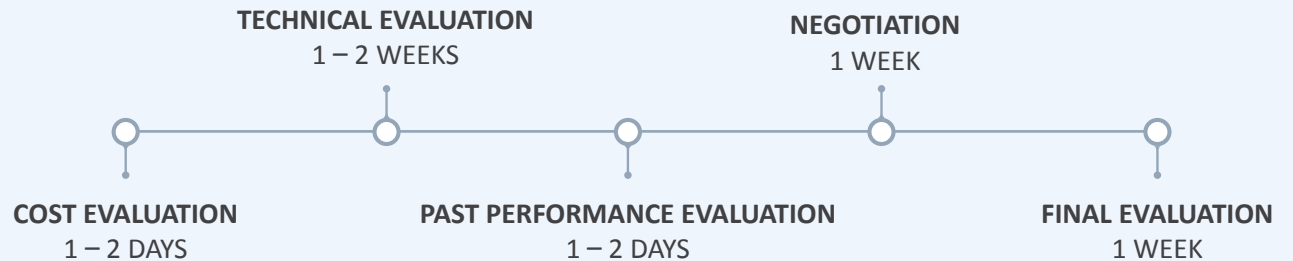 TECHNICAL EVALUATION
1 – 2 WEEKS
NEGOTIATION
1 WEEK
COST EVALUATION
1 – 2 DAYS
PAST PERFORMANCE EVALUATION
1 – 2 DAYS
FINAL EVALUATION
1 WEEK